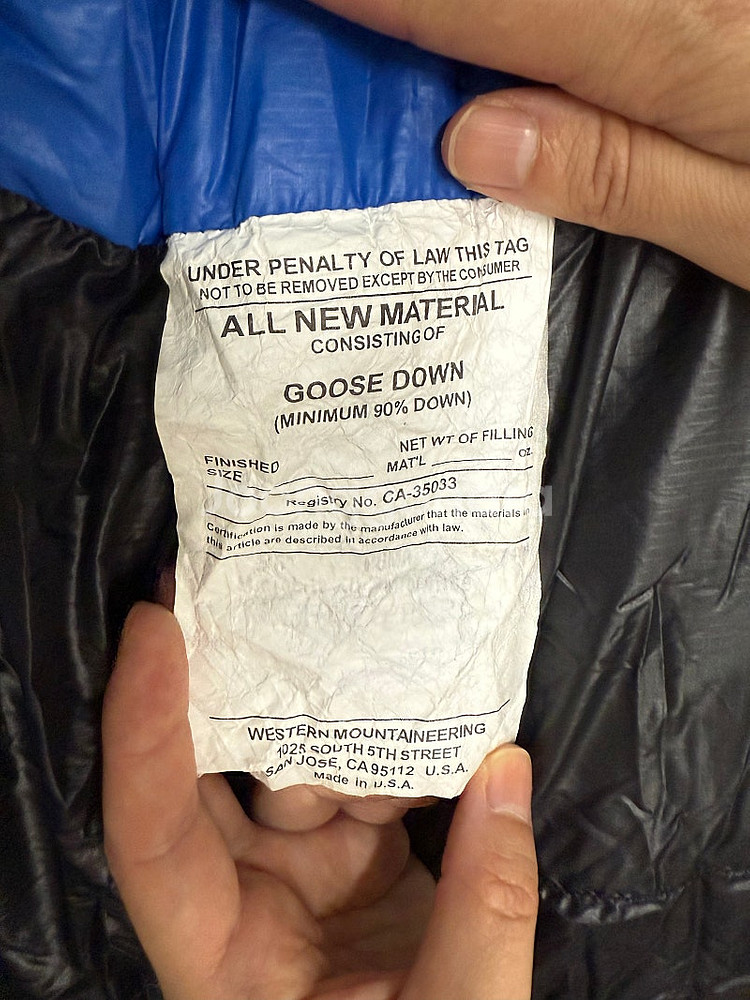 UNDER PENALTY OF LAW THIS TAG
NOT TO BE REMOVED EXCEPT BY THE CONSUMER
ALL NEW MATERIAL
CONSISTING OF
GOOSE DOWN
(MINIMUM 90% DOWN)
FINISHED SIZE
NET WT OF FILLING MAT'L OZ.
Registry No. CA-35033
Certification is made by the manufacturer that the materials in
this article are described in accordance with law.
WESTERN MOUNTAINEERING
1025 SOUTH 5TH STREET
SAN JOSE, CA 95112 U.S.A.
Made in U.S.A.